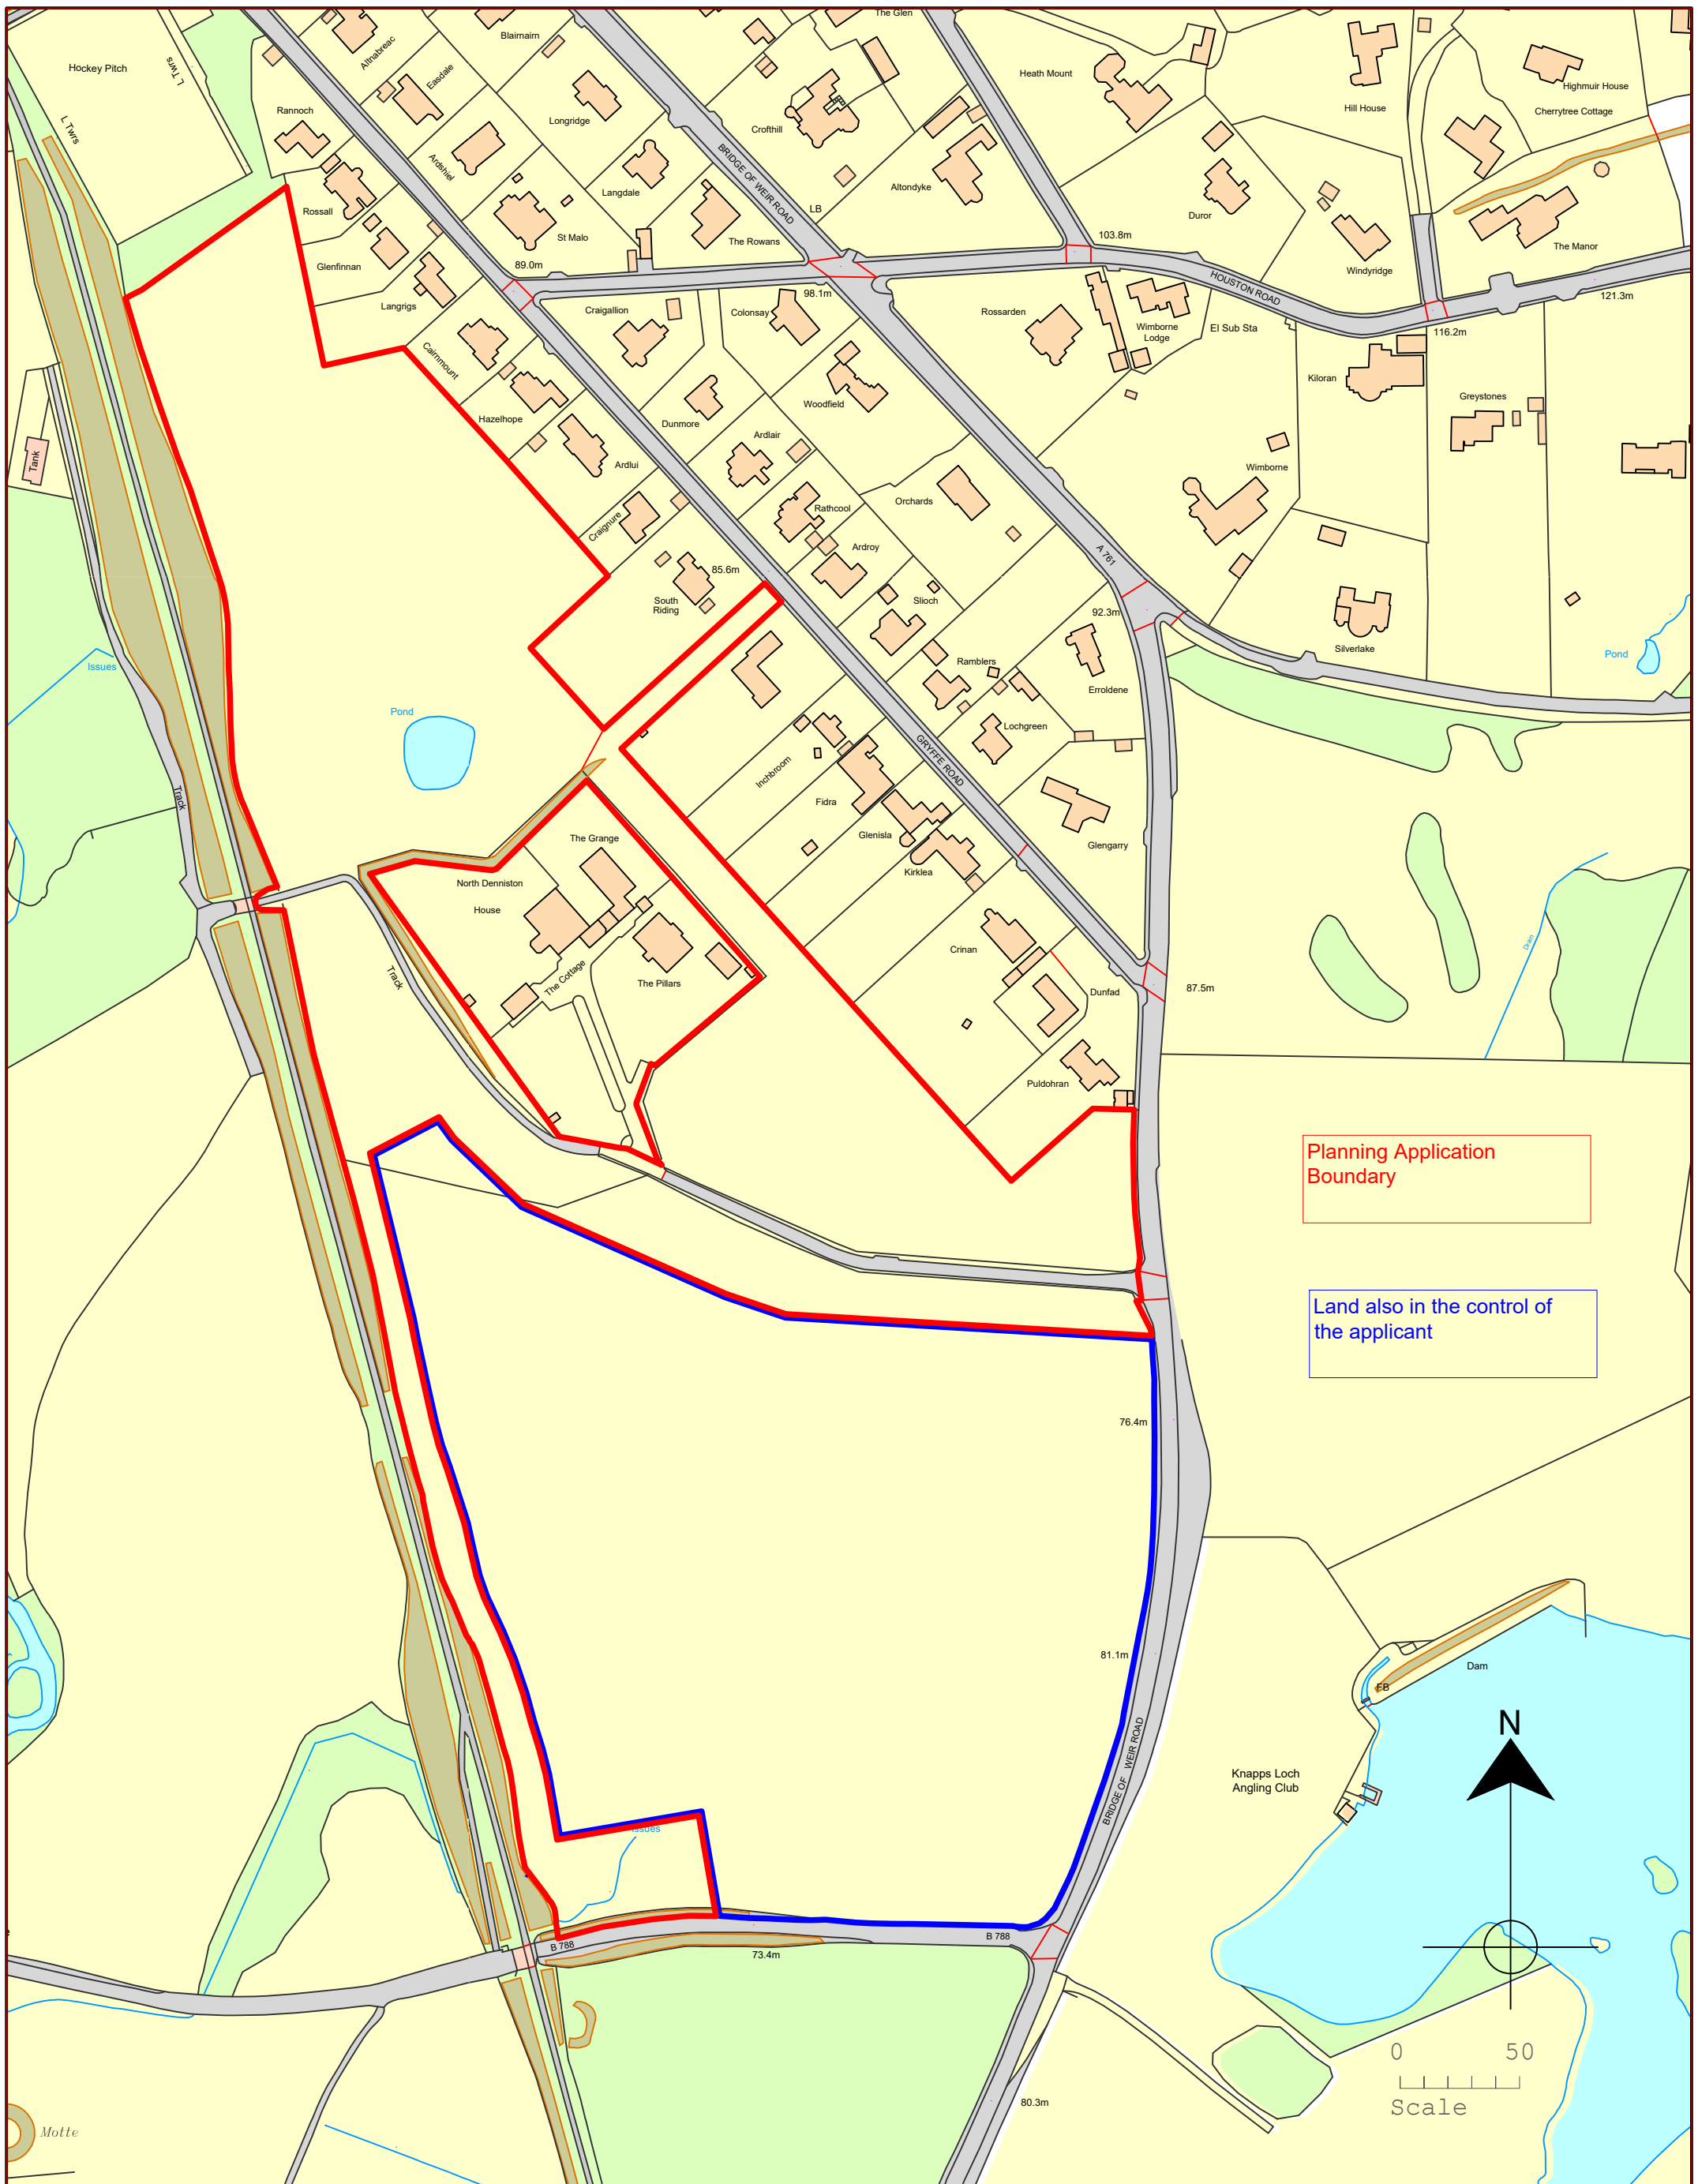 The Glen
Blairnairn
Altnabreac
Hockey Pitch
L Twrs
Easdale
Heath Mount
Highmuir House
Hill House
Cherrytree Cottage
Rannoch
Longridge
L Twrs
Crofthill
Ardshiel
BRIDGE OF WEIR ROAD
Langdale
Altondyke
Rossall
LB
Duror
St Malo
The Rowans
103.8m
The Manor
Glenfinnan
89.0m
Windyridge
HOUSTON ROAD
98.1m
121.3m
Langrigs
Craigallion
Colonsay
Rossarden
Wimborne
Lodge
El Sub Sta
116.2m
Cairnmount
Kiloran
Greystones
Woodfield
Hazelhope
Dunmore
Ardlair
Tank
Ardlui
Wimborne
Rathcool
Orchards
Craignure
Ardroy
A 761
85.6m
South
Riding
Slioch
92.3m
Silverlake
Pond
Issues
Ramblers
Erroldene
Pond
Lochgreen
GRYFFE ROAD
Inchbroom
Track
Fidra
Glenisla
Glengarry
The Grange
Kirklea
North Denniston
House
Drain
Crinan
Track
The Cottage
The Pillars
87.5m
Dunfad
Puldohran
Planning Application
Boundary
Land also in the control of
the applicant
76.4m
81.1m
Dam
FB
N
BRIDGE OF WEIR ROAD
Knapps Loch
Angling Club
Issues
B 788
B 788
73.4m
0 50
Scale
80.3m
Motte